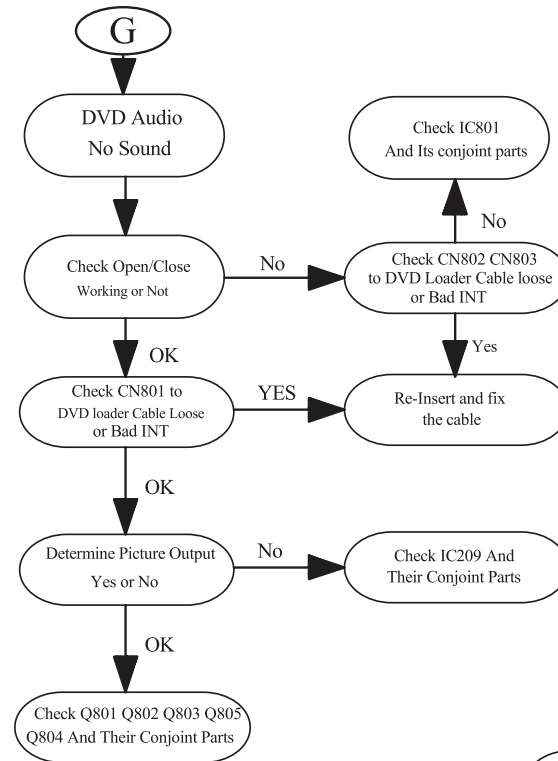 G
DVD Audio
No Sound
Check IC801
And Its conjoint parts
No
Check Open/Close
Working or Not
No
Check CN802 CN803
to DVD Loader Cable loose
or Bad INT
OK
Yes
Check CN801 to
DVD loader Cable Loose
or Bad INT
YES
Re-Insert and fix
the cable
OK
Determine Picture Output
Yes or No
No
Check IC209 And
Their Conjoint Parts
OK
Check Q801 Q802 Q803 Q805
Q804 And Their Conjoint Parts